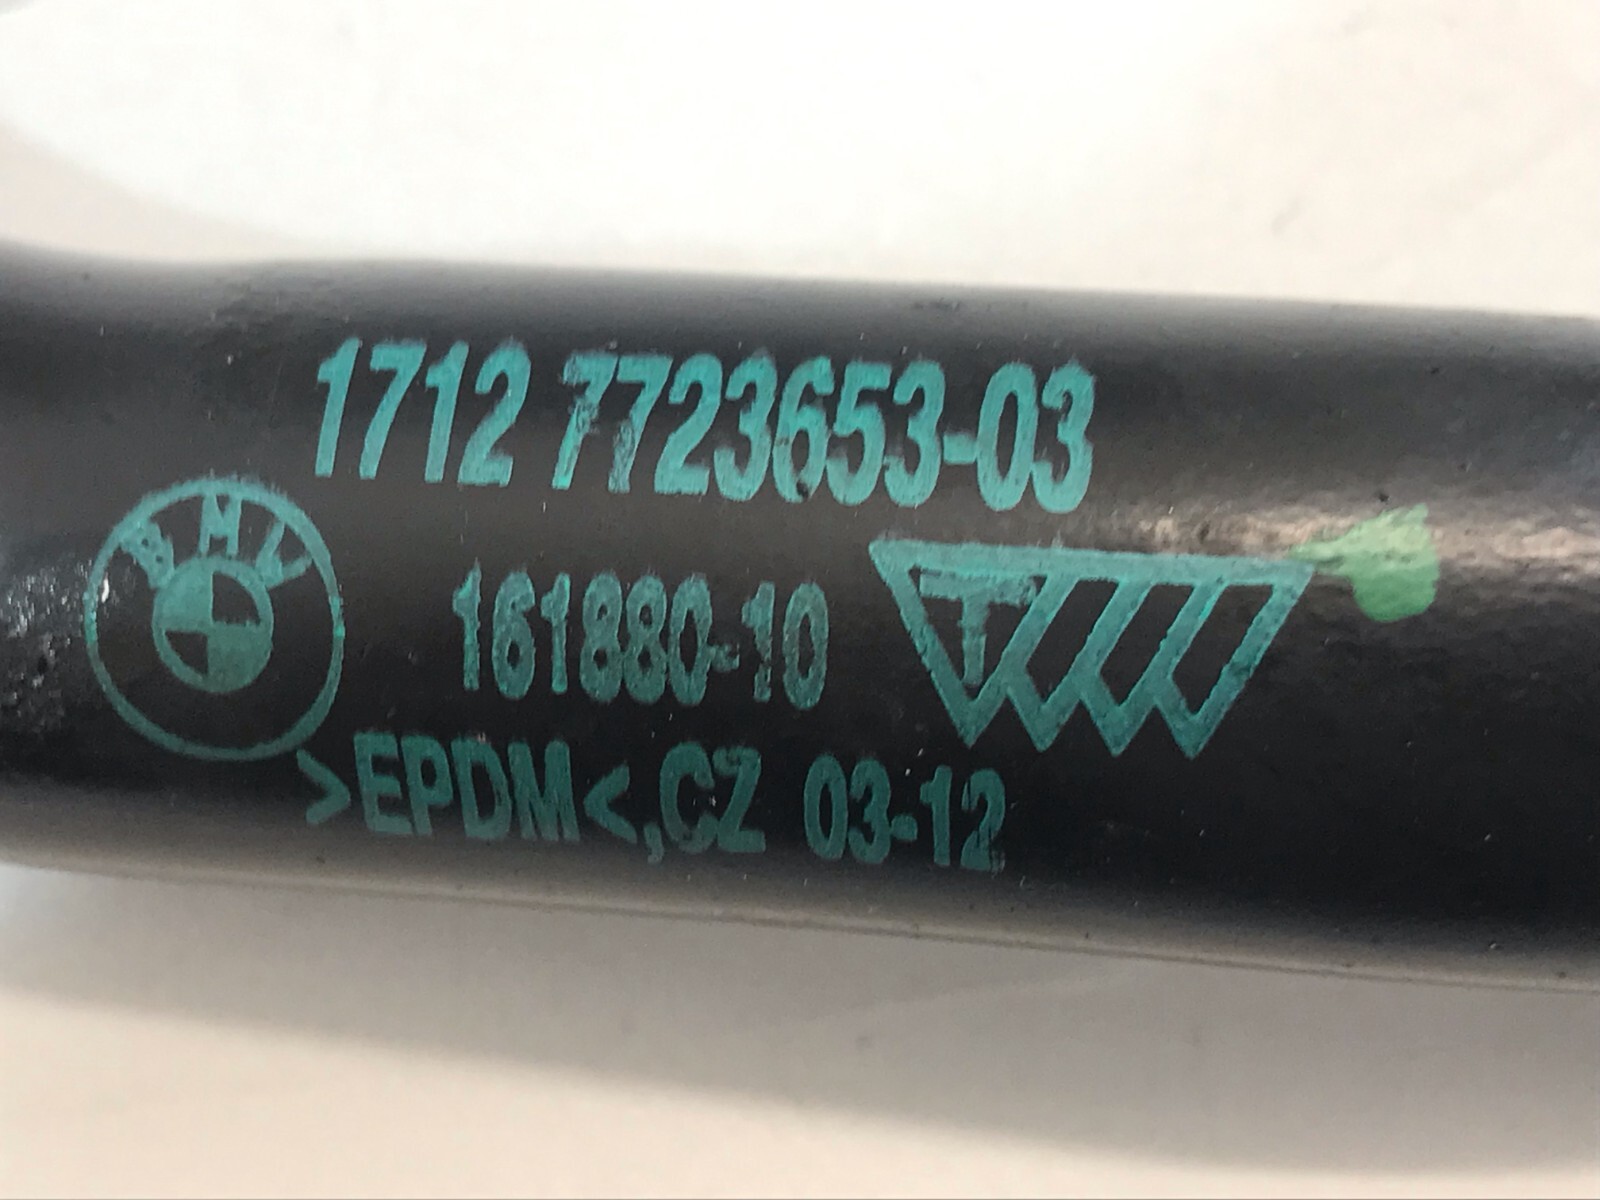 1712 7723653-03
BMW
161880-10
T
>EPDM<,CZ 03-12